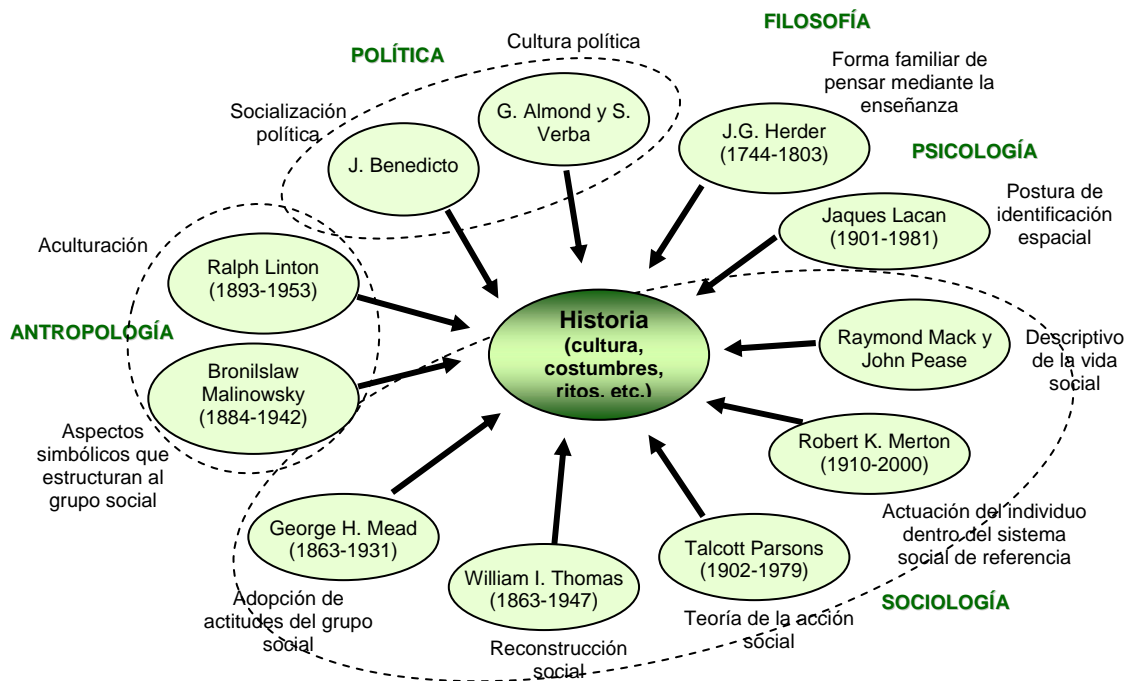 FILOSOFÍA
POLÍTICA
Cultura política
Forma familiar de
pensar mediante la
enseñanza
Socialización
política
G. Almond y S.
Verba
J.G. Herder
(1744-1803)
PSICOLOGÍA
J. Benedicto
Postura de
identificación
espacial
Jaques Lacan
(1901-1981)
Aculturación
Ralph Linton
(1893-1953)
ANTROPOLOGÍA
Historia
(cultura,
costumbres,
ritos, etc.)
Raymond Mack y
John Pease
Descriptivo
de la vida
social
Bronilslaw
Malinowsky
(1884-1942)
Aspectos
simbólicos que
estructuran al
grupo social
Robert K. Merton
(1910-2000)
Actuación del individuo
dentro del sistema
social de referencia
George H. Mead
(1863-1931)
Talcott Parsons
(1902-1979)
William I. Thomas
(1863-1947)
SOCIOLOGÍA
Adopción de
actitudes del grupo
social
Teoría de la acción
social
Reconstrucción
social